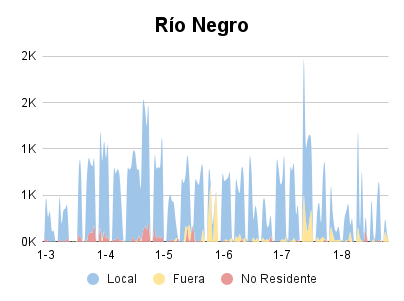 Río Negro
2K
2K
1K
1K
0K
1-3 1-4 1-5 1-6 1-7 1-8
Local Fuera No Residente